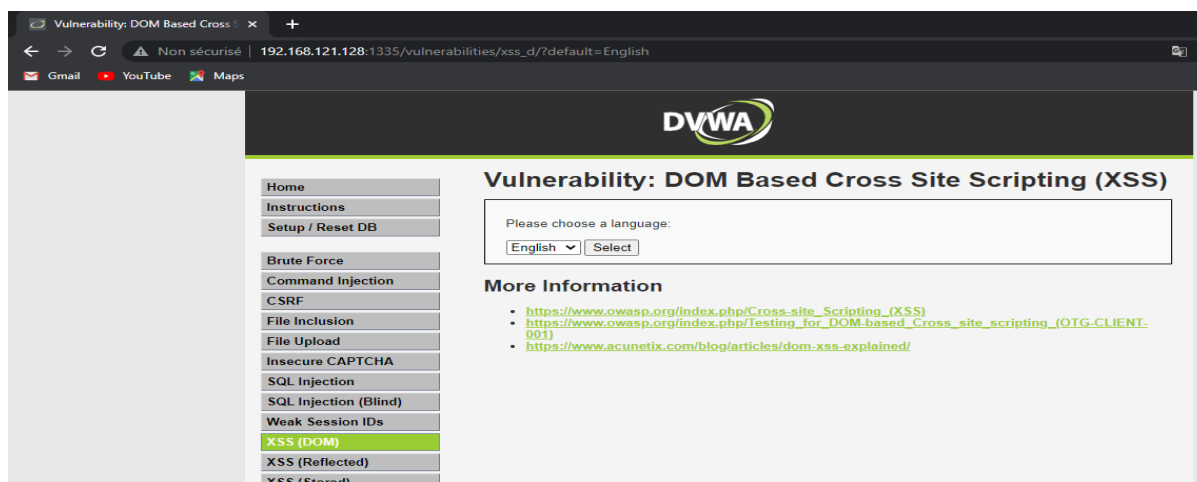 Vulnerability: DOM Based Cross S
Non sécurisé | 192.168.121.128:1335/vulnerabilities/xss_d/?default=English
Gmail YouTube Maps
DVWA
Home
Instructions
Setup / Reset DB
Brute Force
Command Injection
CSRF
File Inclusion
File Upload
Insecure CAPTCHA
SQL Injection
SQL Injection (Blind)
Weak Session IDs
XSS (DOM)
XSS (Reflected)
XSS (Stored)
Vulnerability: DOM Based Cross Site Scripting (XSS)
Please choose a language:
English Select
More Information
https://www.owasp.org/index.php/Cross-site_Scripting_(XSS)
https://www.owasp.org/index.php/Testing_for_DOM-based_Cross_site_scripting_(OTG-CLIENT-
001)
https://www.acunetix.com/blog/articles/dom-xss-explained/